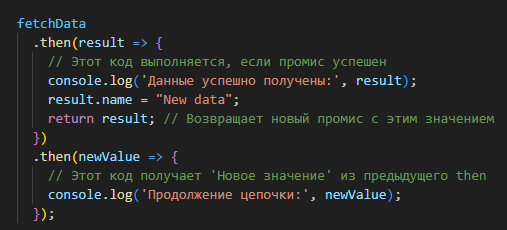 fetchData
.then(result => {
// Этот код выполняется, если промис успешен
console.log('Данные успешно получены:', result);
result.name = "New data";
return result; // Возвращает новый промис с этим значением
})
.then(newValue => {
// Этот код получает 'Новое значение' из предыдущего then
console.log('Продолжение цепочки:', newValue);
});